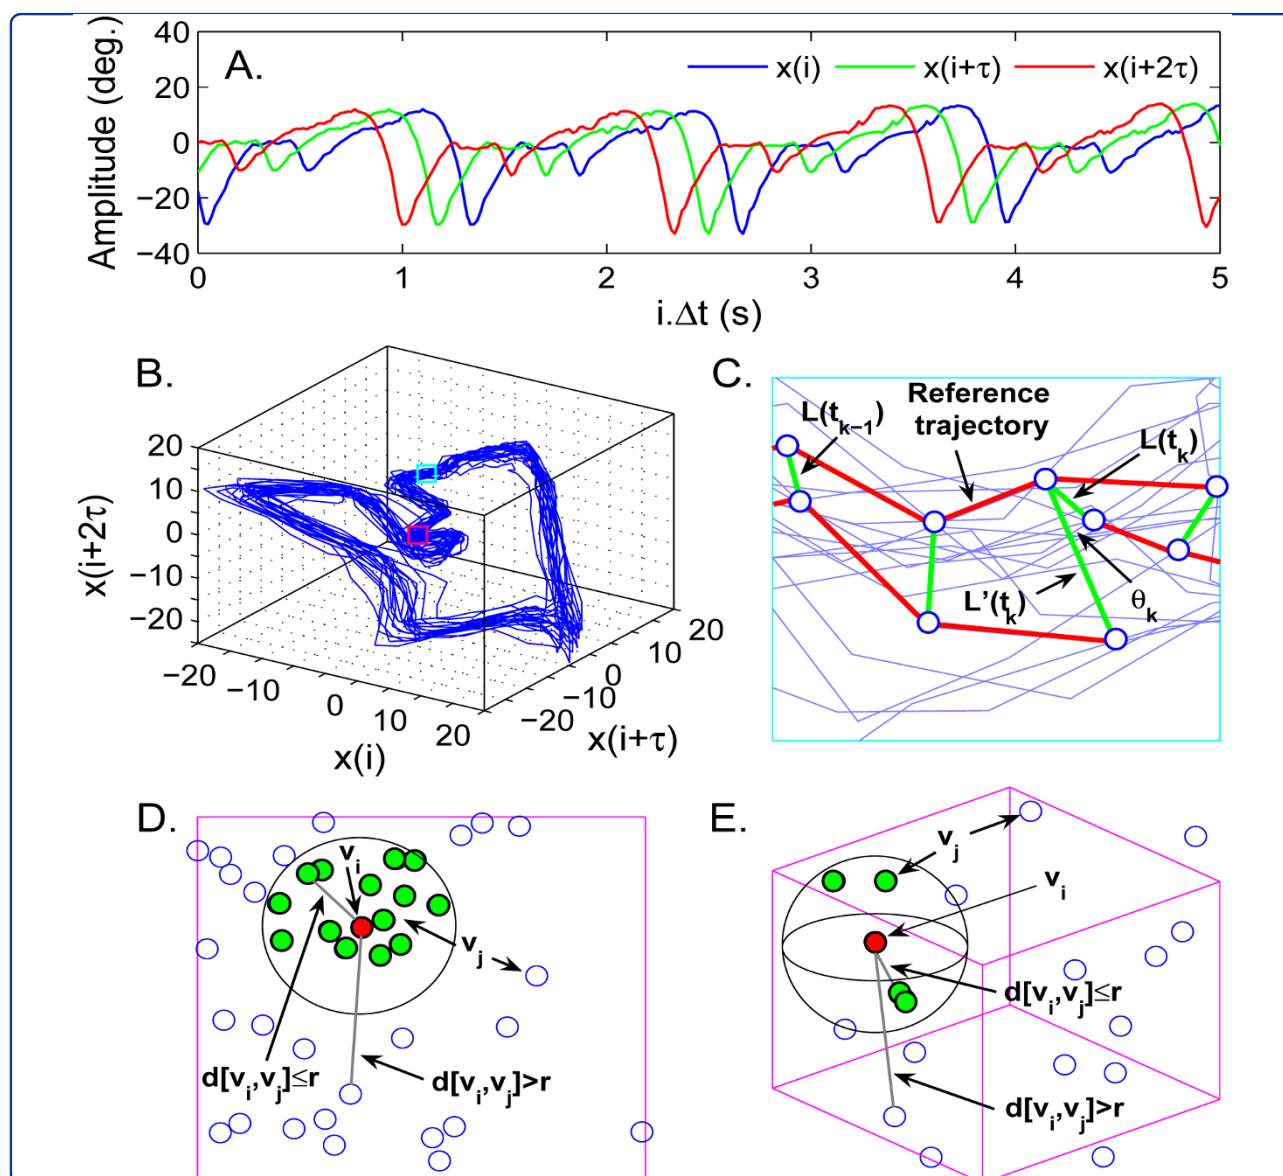 A.
x(i) x(i+τ) x(i+2τ)
Amplitude (deg.)
40
20
0
−20
−40
0 1 2 3 4 5
i.Δt (s)
B.
x(i+2τ)
20
10
0
−10
−20
−20 −10 0 10 20
x(i)
−20 −10 0 10 20
x(i+τ)
C.
L(t_{k−1})
Reference
trajectory
L(t_k)
L'(t_k)
θ_k
D.
v_i
v_j
d[v_i,v_j]≤r
d[v_i,v_j]>r
E.
v_j
v_i
d[v_i,v_j]≤r
d[v_i,v_j]>r